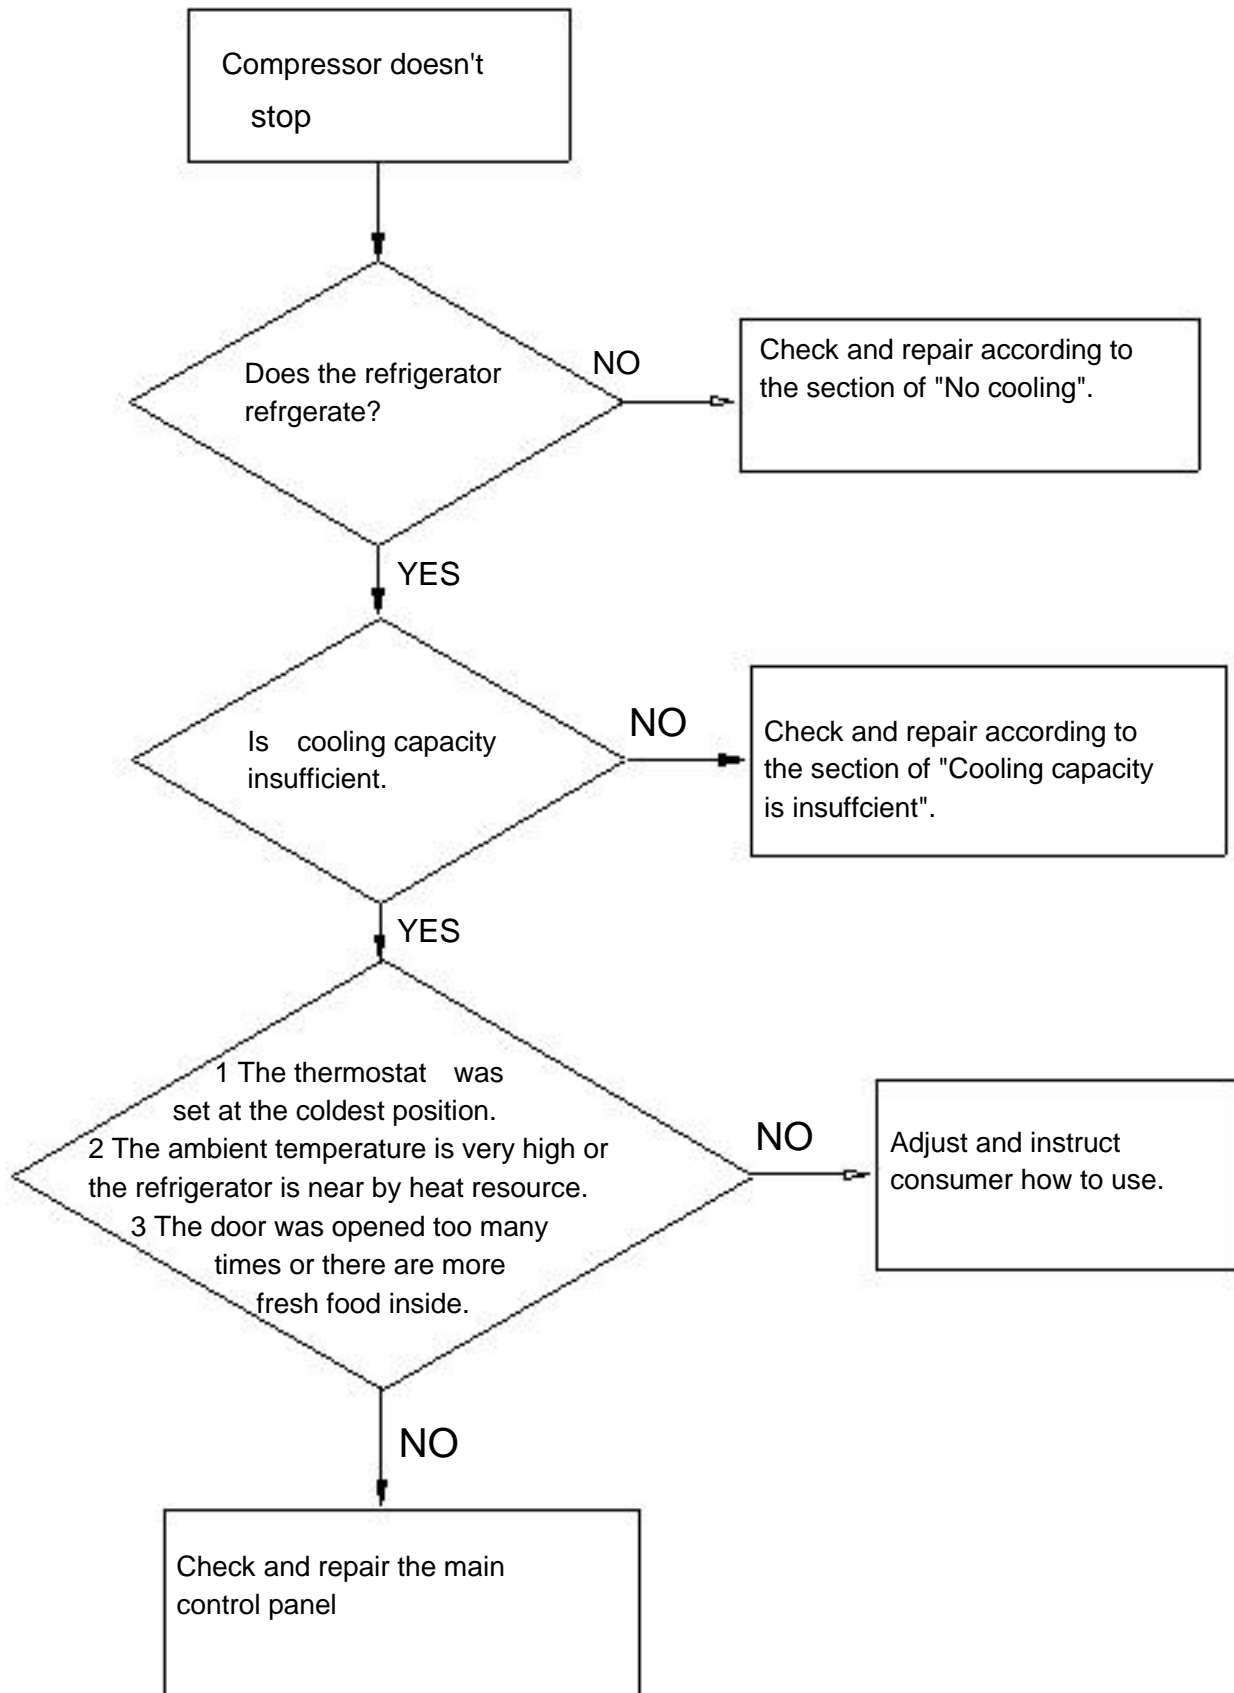 Compressor doesn't
stop
Does the refrigerator
refrgerate?
NO
Check and repair according to
the section of "No cooling".
YES
Is cooling capacity
insufficient.
NO
Check and repair according to
the section of "Cooling capacity
is insuffcient".
YES
1 The thermostat was
set at the coldest position.
2 The ambient temperature is very high or
the refrigerator is near by heat resource.
3 The door was opened too many
times or there are more
fresh food inside.
NO
Adjust and instruct
consumer how to use.
NO
Check and repair the main
control panel